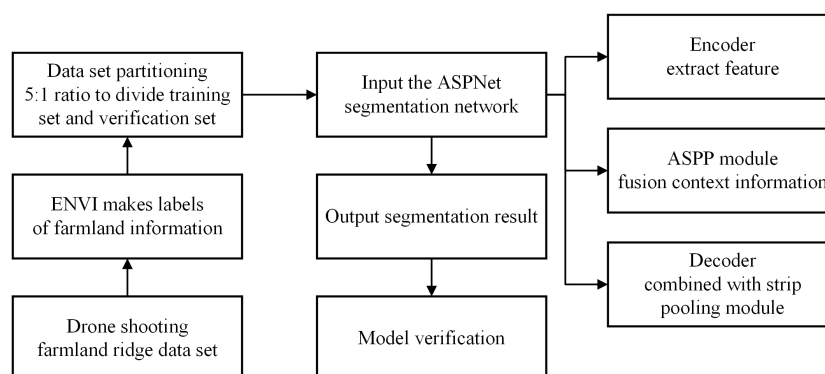 Data set partitioning
5:1 ratio to divide training
set and verification set
ENVI makes labels
of farmland information
Drone shooting
farmland ridge data set
Input the ASPNet
segmentation network
Output segmentation result
Model verification
Encoder
extract feature
ASPP module
fusion context information
Decoder
combined with strip
pooling module